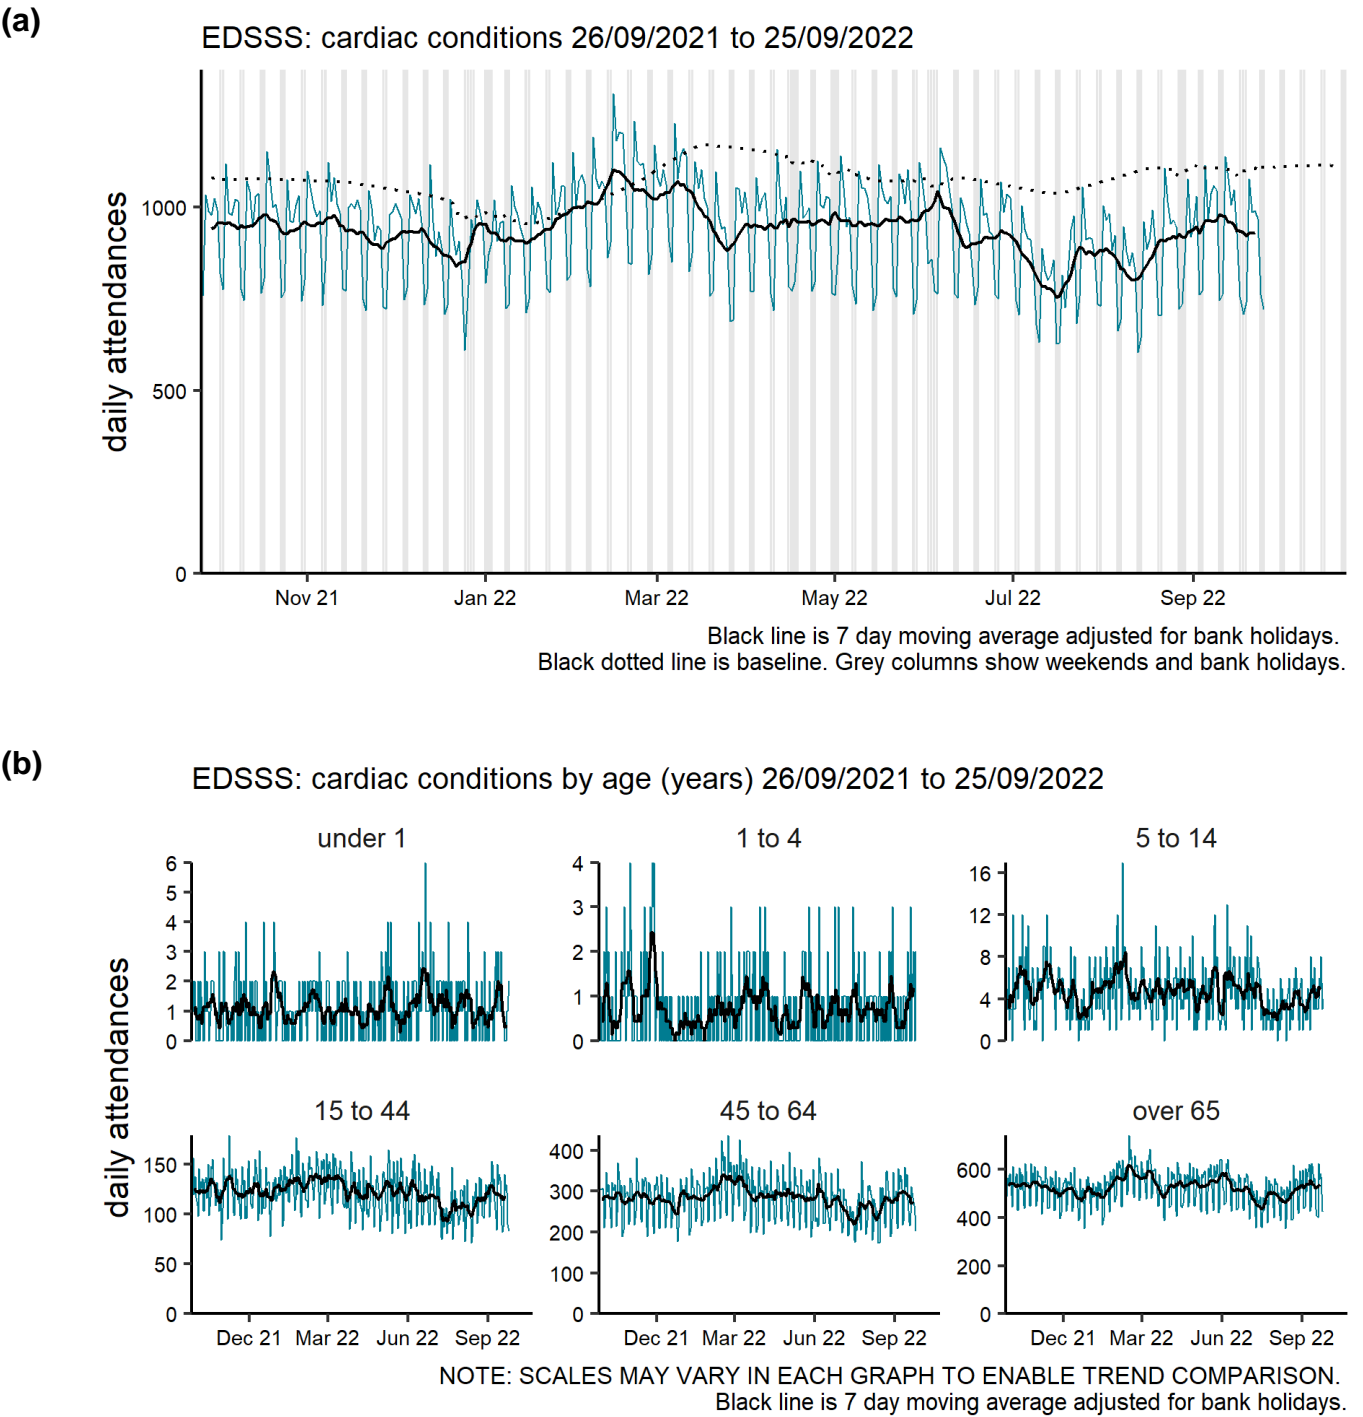 (a)
EDSSS: cardiac conditions 26/09/2021 to 25/09/2022
daily attendances
1000
500
0
Nov 21 Jan 22 Mar 22 May 22 Jul 22 Sep 22
Black line is 7 day moving average adjusted for bank holidays.
Black dotted line is baseline. Grey columns show weekends and bank holidays.
(b)
EDSSS: cardiac conditions by age (years) 26/09/2021 to 25/09/2022
daily attendances
under 1
6
5
4
3
2
1
0
1 to 4
4
3
2
1
0
5 to 14
16
12
8
4
0
15 to 44
150
100
50
0
Dec 21 Mar 22 Jun 22 Sep 22
45 to 64
400
300
200
100
0
Dec 21 Mar 22 Jun 22 Sep 22
over 65
600
400
200
0
Dec 21 Mar 22 Jun 22 Sep 22
NOTE: SCALES MAY VARY IN EACH GRAPH TO ENABLE TREND COMPARISON.
Black line is 7 day moving average adjusted for bank holidays.